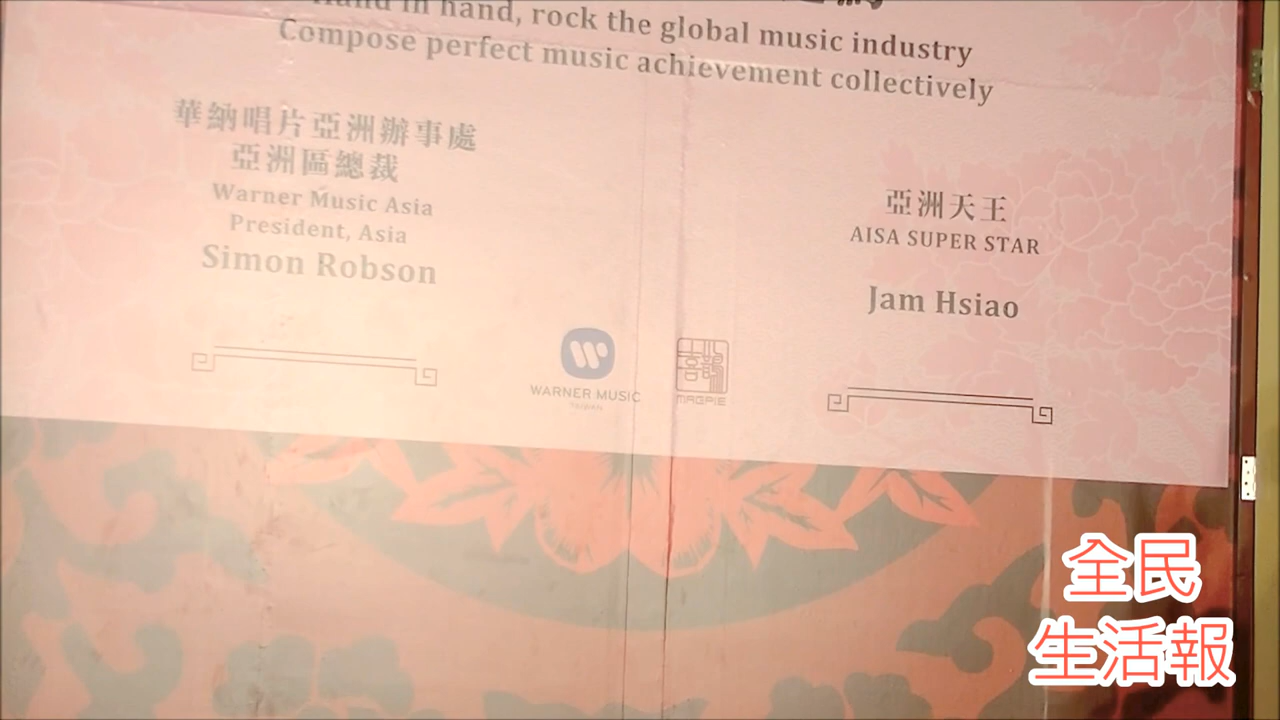 in hand, rock the global music industry
Compose perfect music achievement collectively
華納唱片亞洲辦事處
亞洲區總裁
Warner Music Asia
President, Asia
Simon Robson
亞洲天王
AISA SUPER STAR
Jam Hsiao
WARNER MUSIC
TAIWAN
MAGPIE
全民
生活報